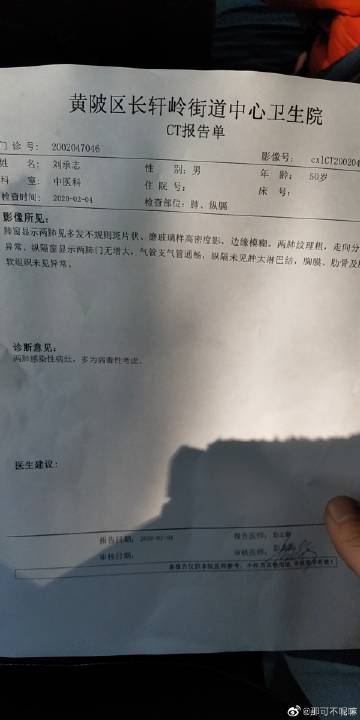 黄陂区长轩岭街道中心卫生院
CT报告单
门诊号: 2002047046 影像号: cxlCT200204
姓名: 刘承志 性别: 男 年龄: 50岁
科室: 中医科 住院号: 床号:
检查时间: 2020-02-04 检查部位: 肺、纵膈
影像所见:
肺窗显示两肺见多发不规则斑片状、磨玻璃样高密度影，边缘模糊。两肺纹理粗，走向分
异常。纵隔窗显示两肺门无增大，气管支气管通畅，纵隔未见肿大淋巴结，胸膜、肋骨及
软组织未见异常。
诊断意见:
两肺感染性病灶，多为病毒性考虑。
医生建议:
报告日期: 2020-02-04 报告医师:
审核日期: 审核医师:
@那可不呢嘛